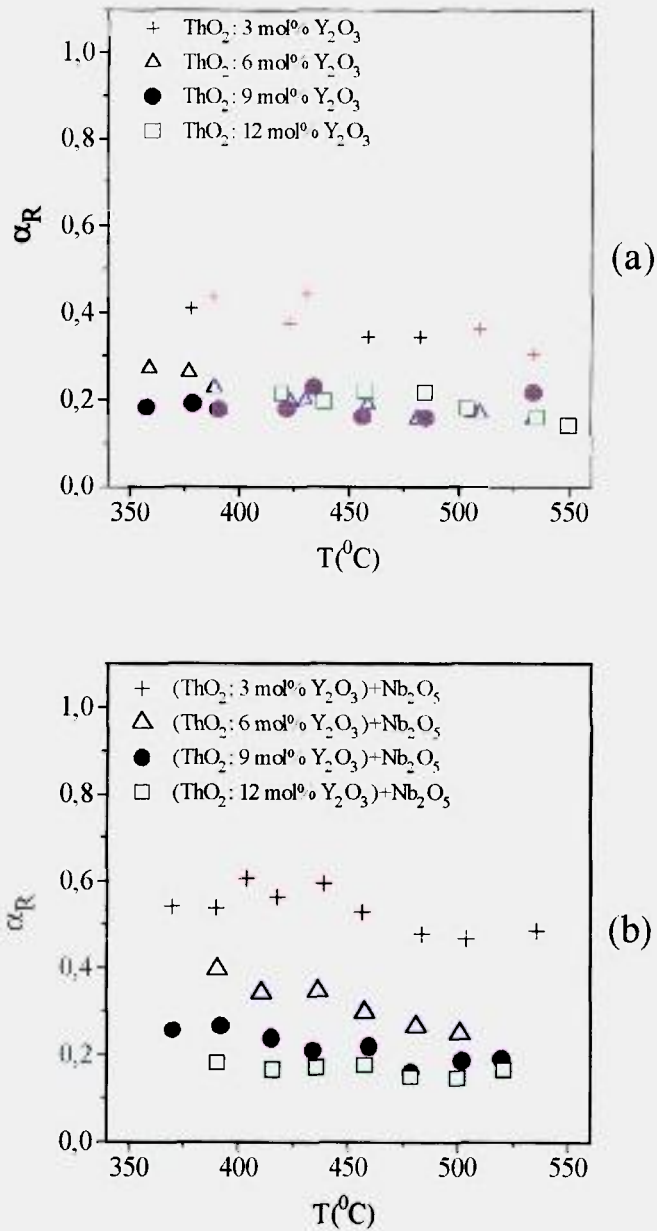 + ThO₂: 3 mol% Y₂O₃
△ ThO₂: 6 mol% Y₂O₃
● ThO₂: 9 mol% Y₂O₃
□ ThO₂: 12 mol% Y₂O₃
1,0
0,8
0,6
0,4
0,2
0,0
α_R
350 400 450 500 550
T(⁰C)
(a)
+ (ThO₂: 3 mol% Y₂O₃)+Nb₂O₅
△ (ThO₂: 6 mol% Y₂O₃)+Nb₂O₅
● (ThO₂: 9 mol% Y₂O₃)+Nb₂O₅
□ (ThO₂: 12 mol% Y₂O₃)+Nb₂O₅
1,0
0,8
0,6
0,4
0,2
0,0
α_R
350 400 450 500 550
T(⁰C)
(b)